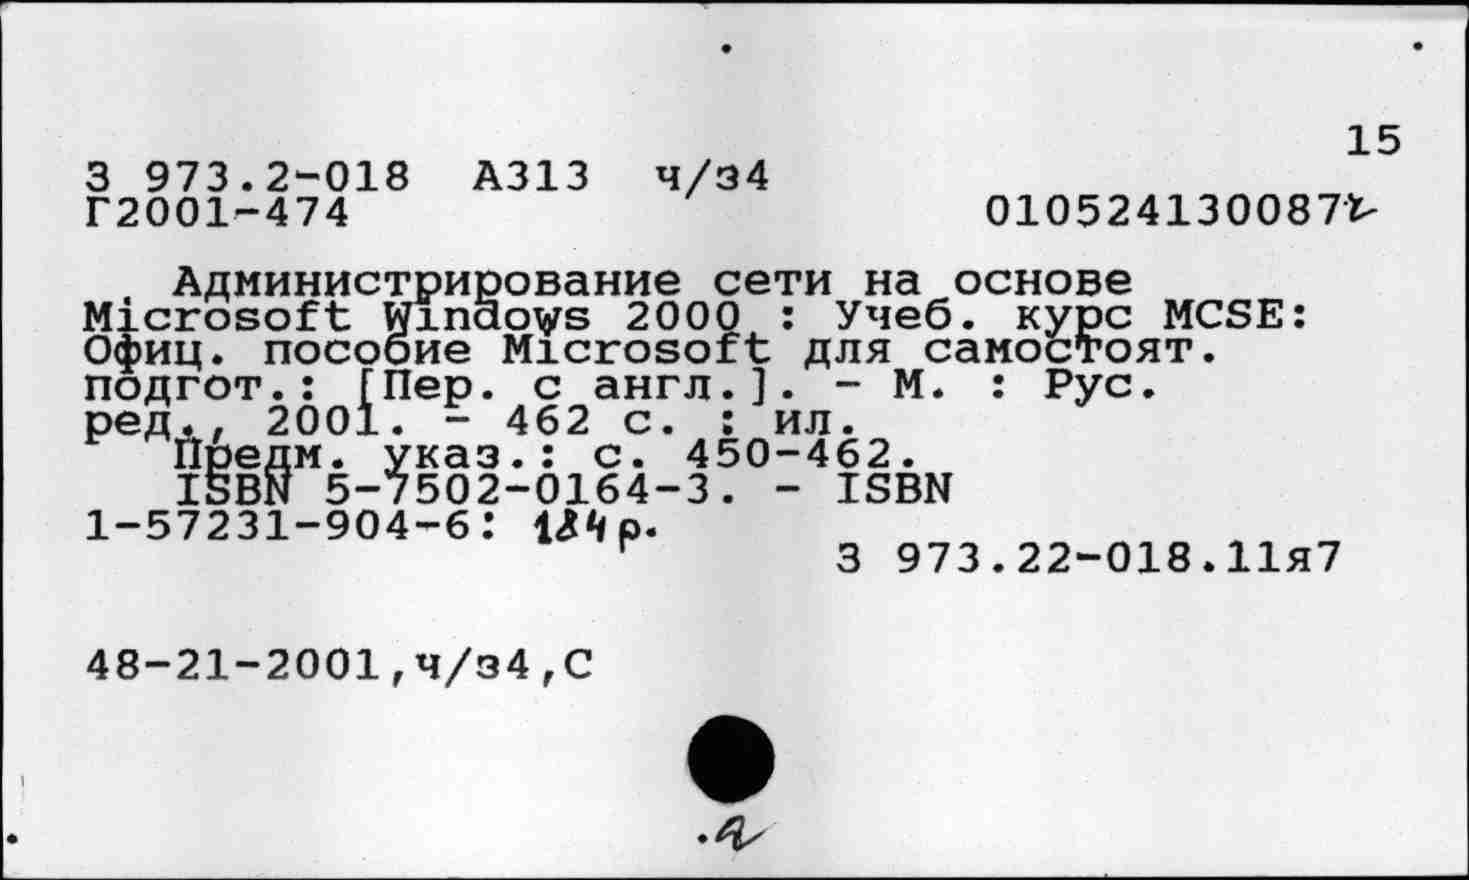 15
З 973.2-018 А313 ч/з4
Г2001-474 010524130087
Администрирование сети на основе
Microsoft Windows 2000 : Учеб. курс MCSE:
Офиц. пособие Microsoft для самостоят.
подгот.: [Пер. с англ.]. - М. : Рус.
ред., 2001. - 462 с. : ил.
Предм. указ.: с. 450-462.
ISBN 5-7502-0164-3. - ISBN
1-57231-904-6: 184р.
З 973.22-018.11я7
48-21-2001,ч/з4,С